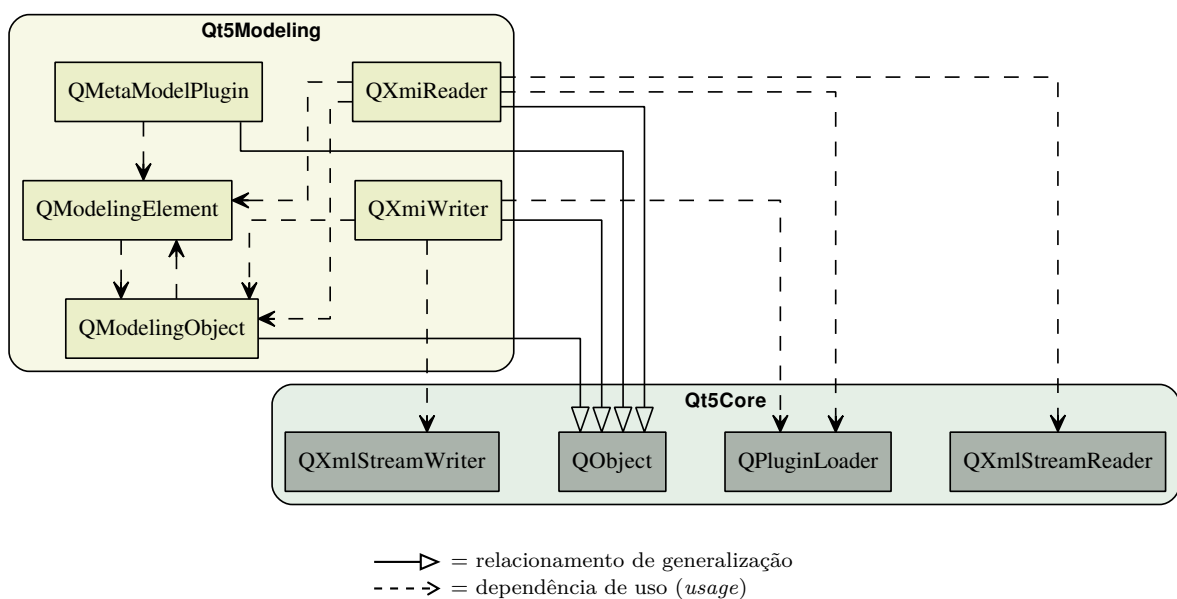 Qt5Modeling
QMetaModelPlugin
QXmiReader
QModelingElement
QXmiWriter
QModelingObject
Qt5Core
QXmlStreamWriter
QObject
QPluginLoader
QXmlStreamReader
= relacionamento de generalização
= dependência de uso (usage)